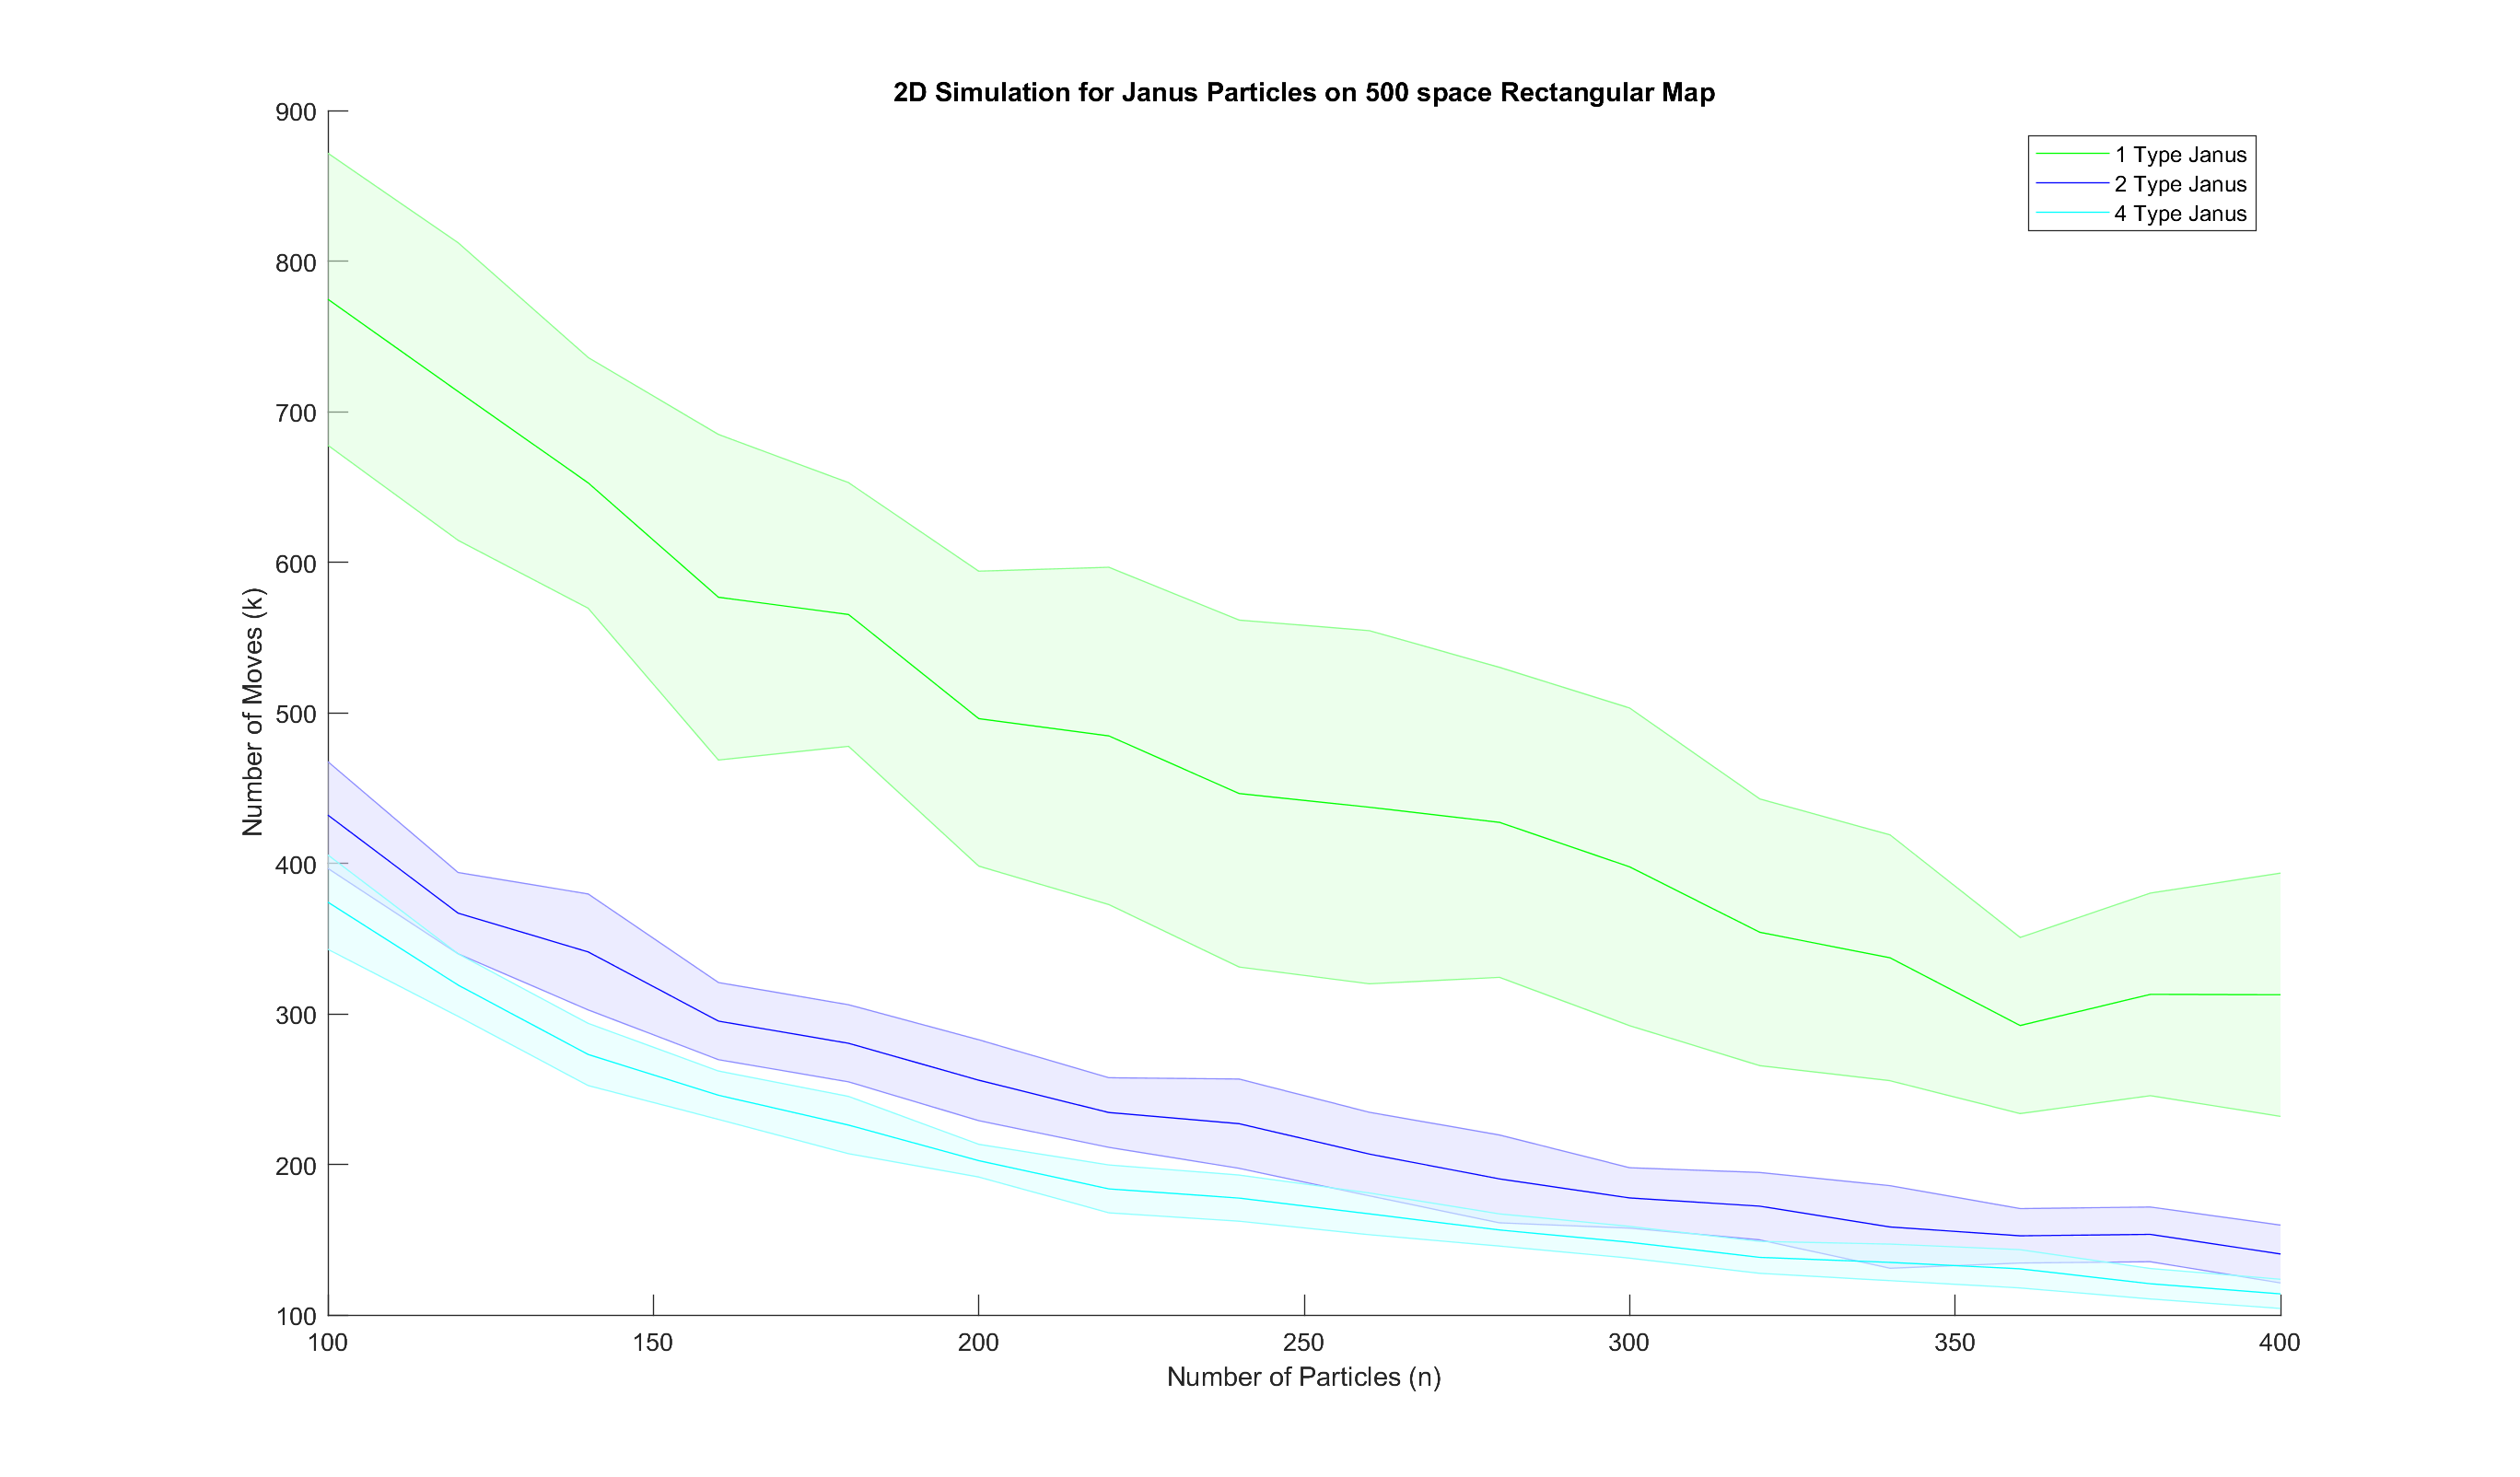 2D Simulation for Janus Particles on 500 space Rectangular Map
1 Type Janus
2 Type Janus
4 Type Janus
Number of Moves (k)
900
800
700
600
500
400
300
200
100
100 150 200 250 300 350 400
Number of Particles (n)